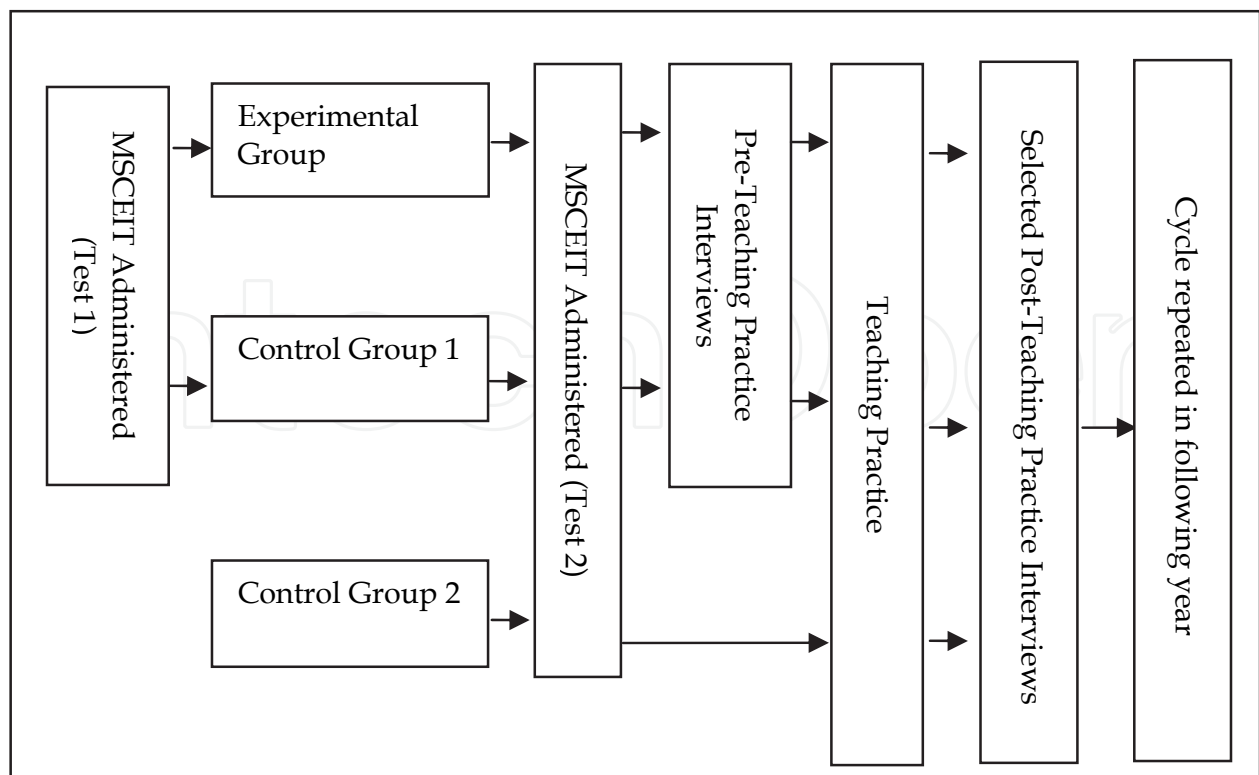 MSCEIT Administered
(Test 1)
Experimental
Group
Control Group 1
Control Group 2
MSCEIT Administered (Test 2)
Pre-Teaching Practice
Interviews
Teaching Practice
Selected Post-Teaching Practice Interviews
Cycle repeated in following year